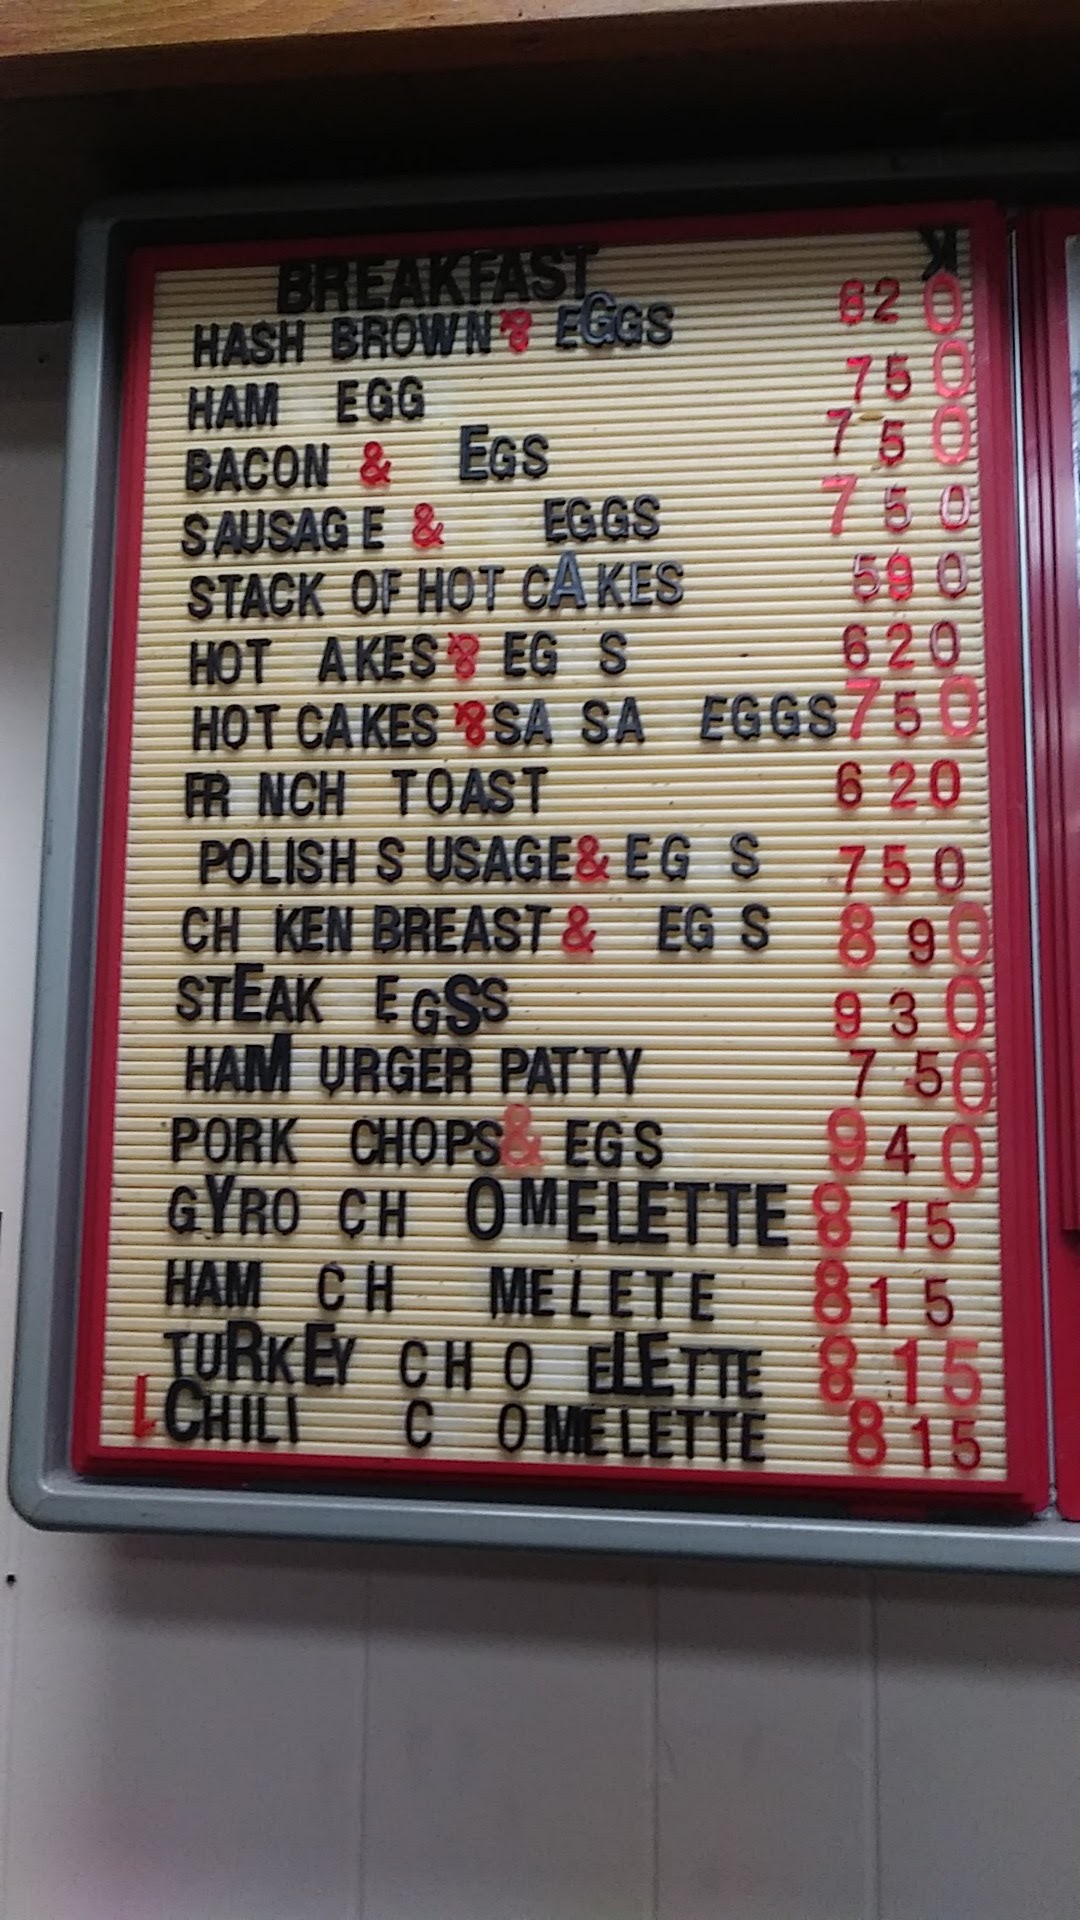 BREAKFAST K
HASH BROWN & EGGS 620
HAM EGG 750
BACON & EGS 750
SAUSAGE & EGGS 750
STACK OF HOT CAKES 590
HOT AKES & EG S 620
HOT CAKES & SA SA EGGS 750
FR NCH TOAST 620
POLISH S USAGE & EG S 750
CH KEN BREAST & EG S 890
STEAK EGSS 930
HAM URGER PATTY 750
PORK CHOPS & EGS 940
GYRO CH OMELETTE 815
HAM CH MELETE 815
TURKEY CH O ELETTE 815
1 CHILI C OMELETTE 815